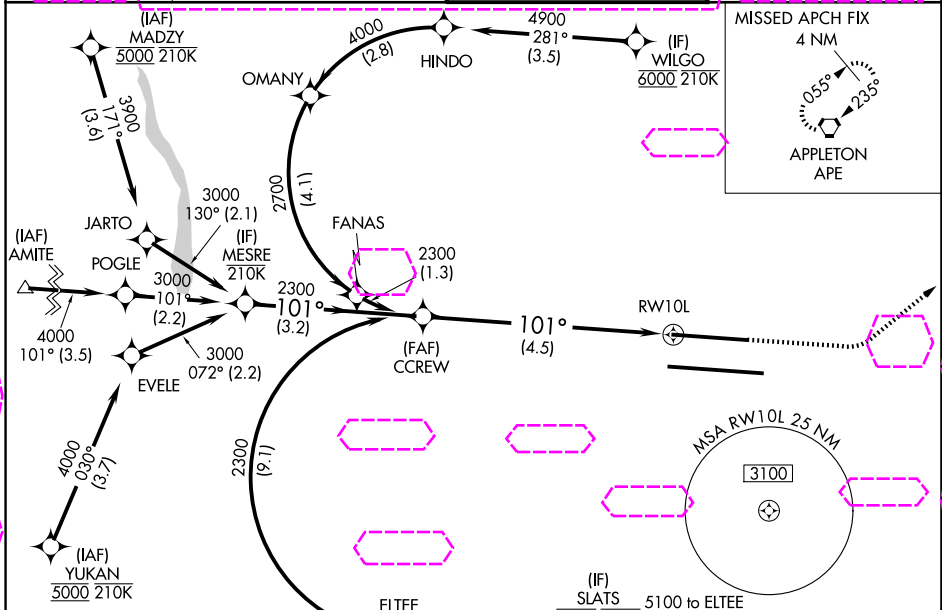 (IAF)
MADZY
5000 210K
4000
(2.8)
HINDO
4900
281°
(3.5)
(IF)
WILGO
6000 210K
MISSED APCH FIX
4 NM
055°
235°
APPLETON
APE
OMANY
3900
171°
(3.6)
2700
(4.1)
JARTO
3000
130° (2.1)
FANAS
(IAF)
AMITE
POGLE
(IF)
MESRE
210K
2300
(1.3)
3000
101°
(2.2)
2300
101°
(3.2)
101°
(4.5)
RW10L
4000
101° (3.5)
(FAF)
CCREW
3000
072° (2.2)
EVELE
4000
030°
(3.7)
2300
(9.1)
MSA RW10L 25 NM
3100
(IAF)
YUKAN
5000 210K
ELTEE
(IF)
SLATS
5100 to ELTEE